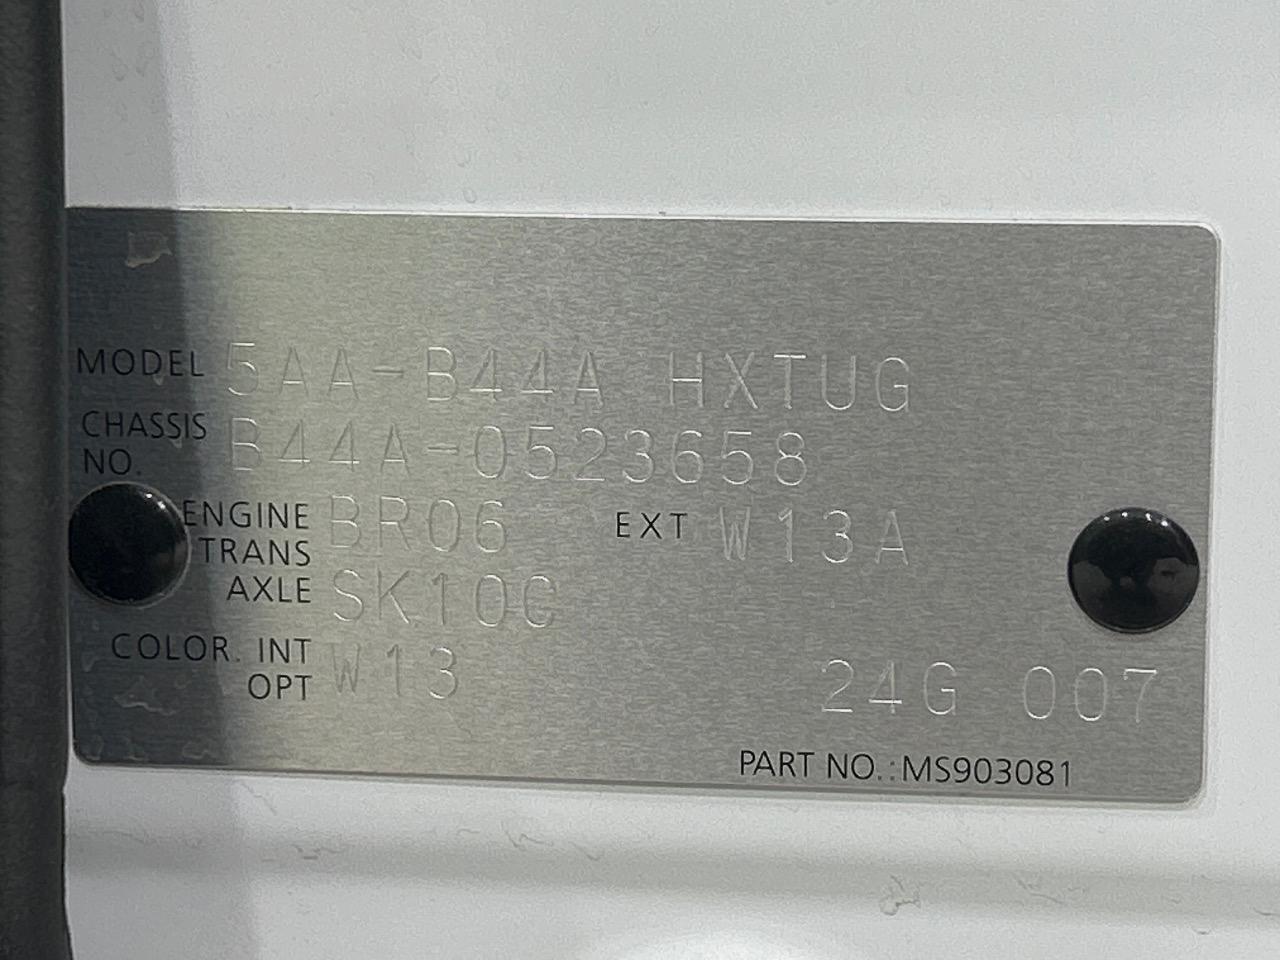 MODEL 5AA-B44A HXTUG
CHASSIS NO. B44A-0523658
ENGINE BR06 EXT W13A
TRANS AXLE SK10C
COLOR. INT W13
OPT 24G 007
PART NO.:MS903081